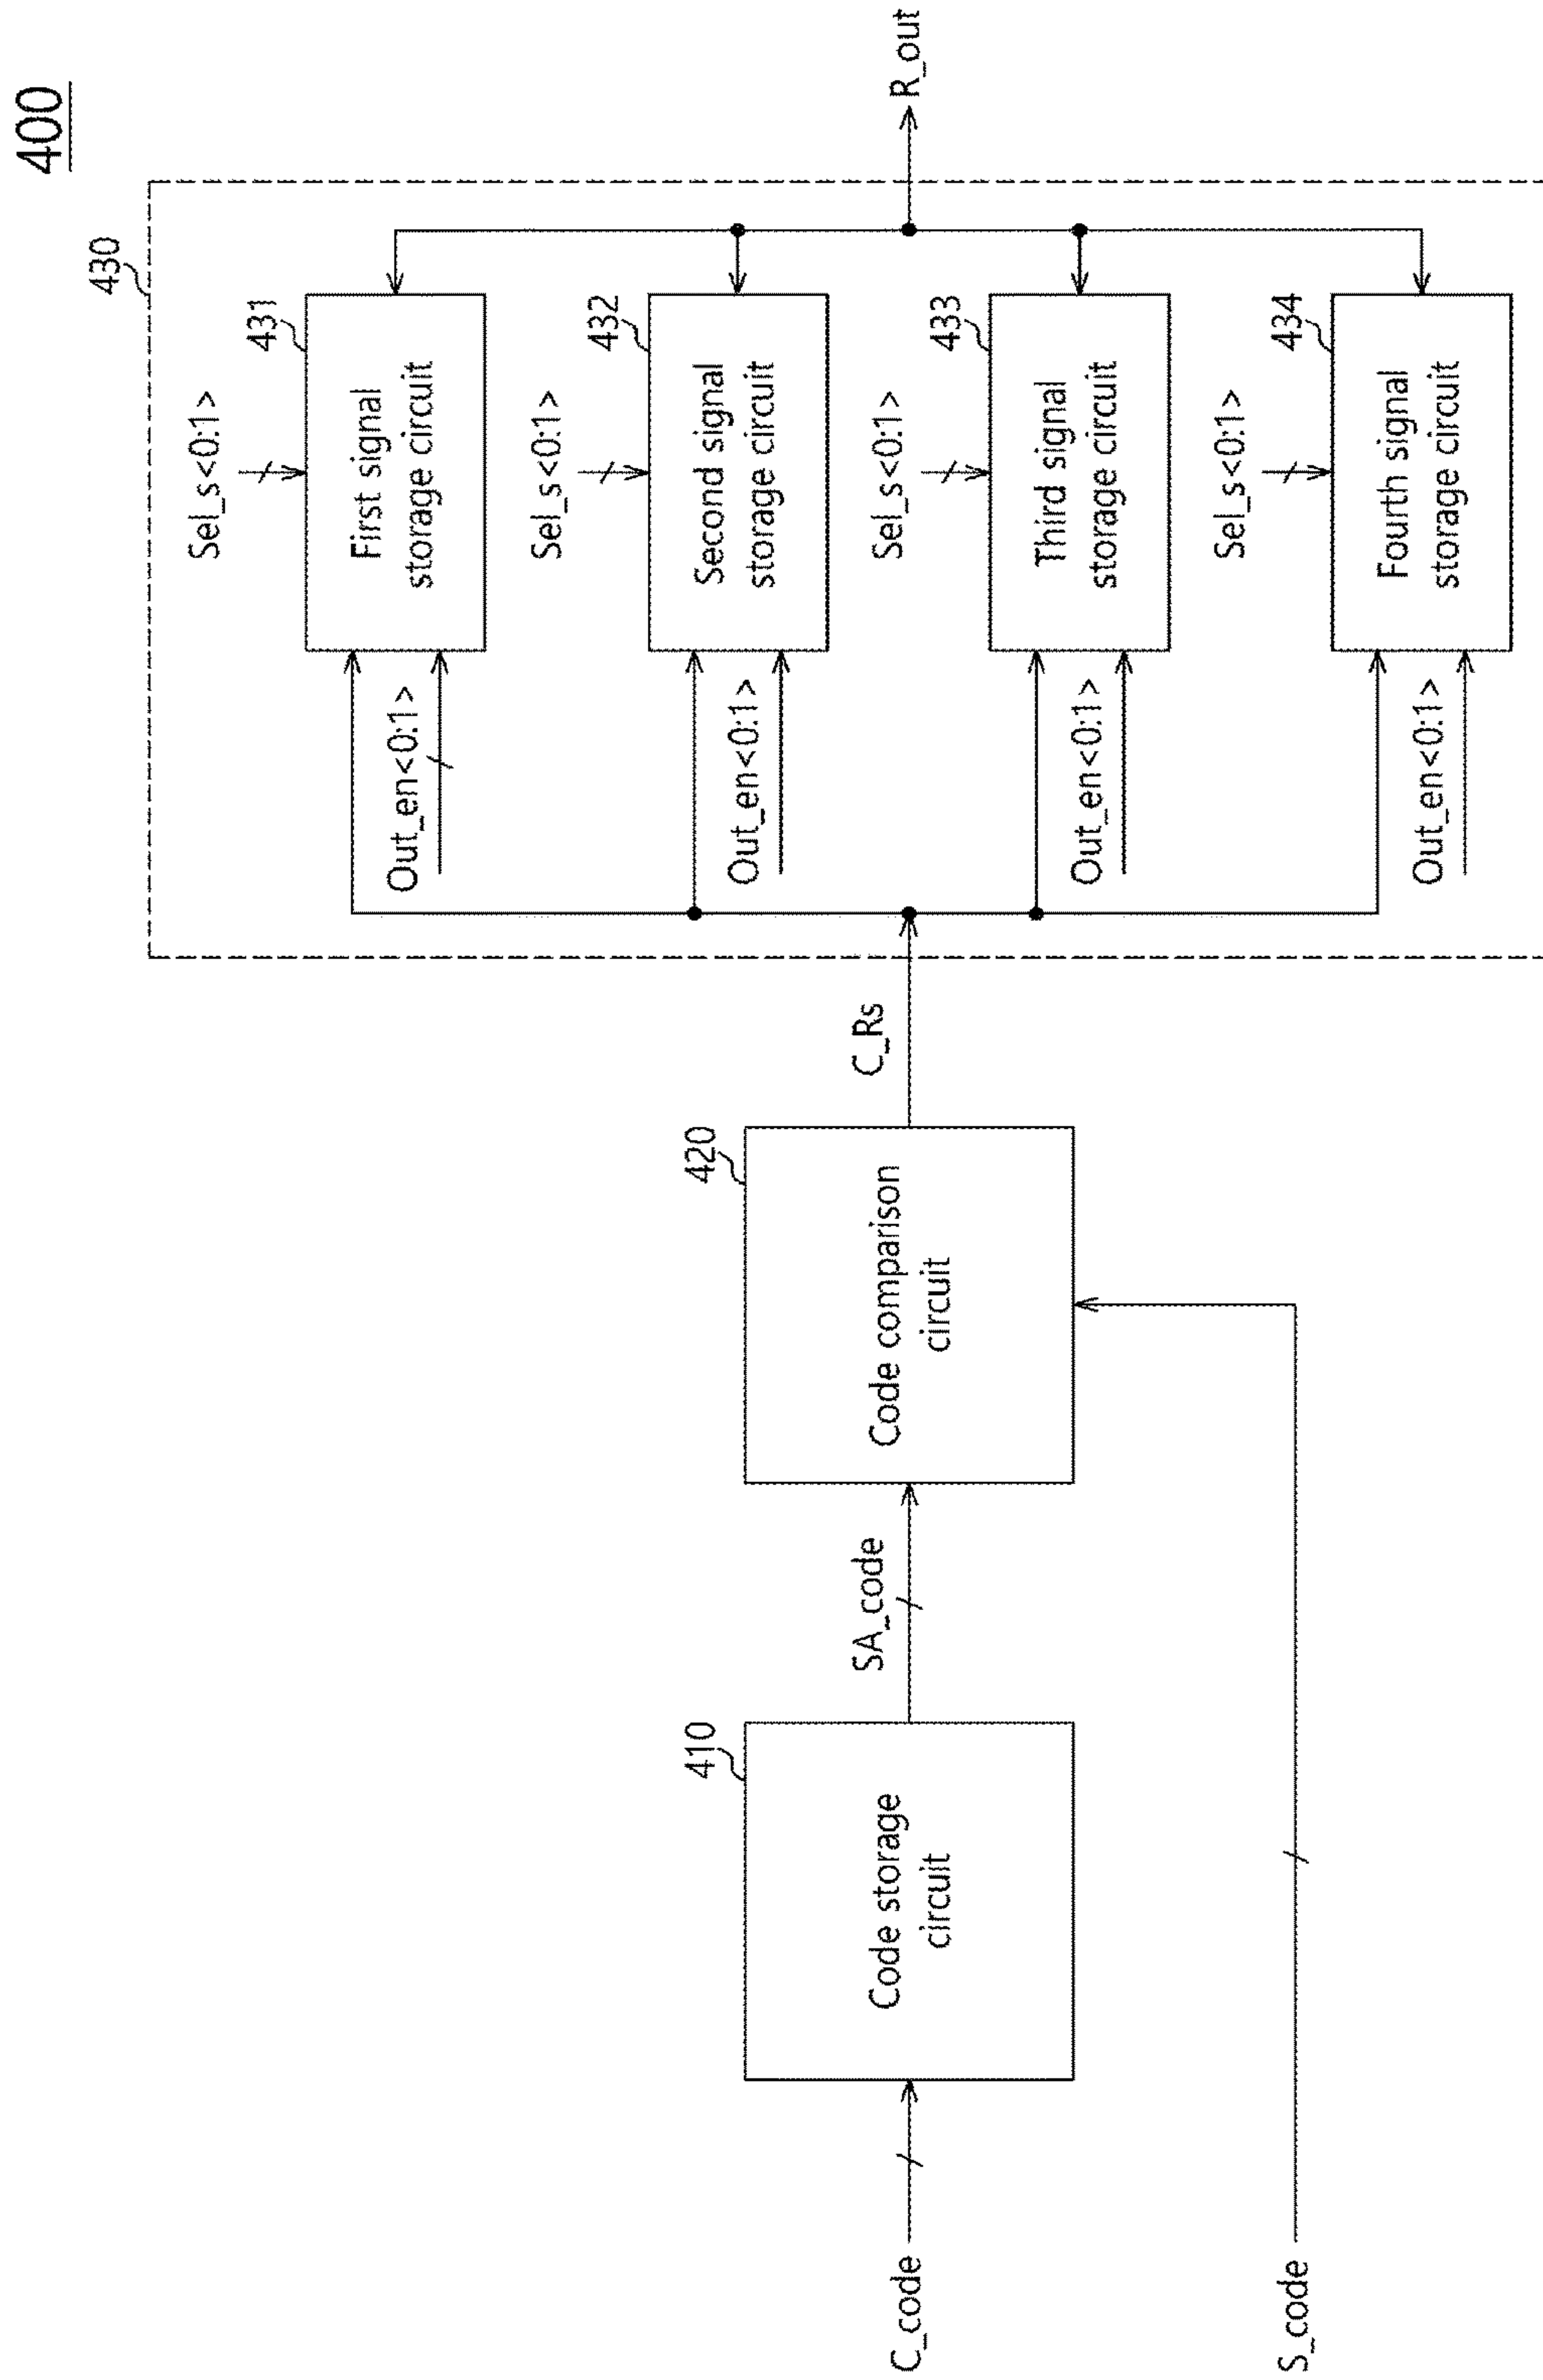 400
430
Sel_s<0:1>
431
First signal
storage circuit
Out_en<0:1>
Sel_s<0:1>
432
Second signal
storage circuit
Out_en<0:1>
R_out
Sel_s<0:1>
433
Third signal
storage circuit
Out_en<0:1>
Sel_s<0:1>
434
Fourth signal
storage circuit
Out_en<0:1>
C_Rs
420
Code comparison
circuit
SA_code
410
Code storage
circuit
C_code
S_code